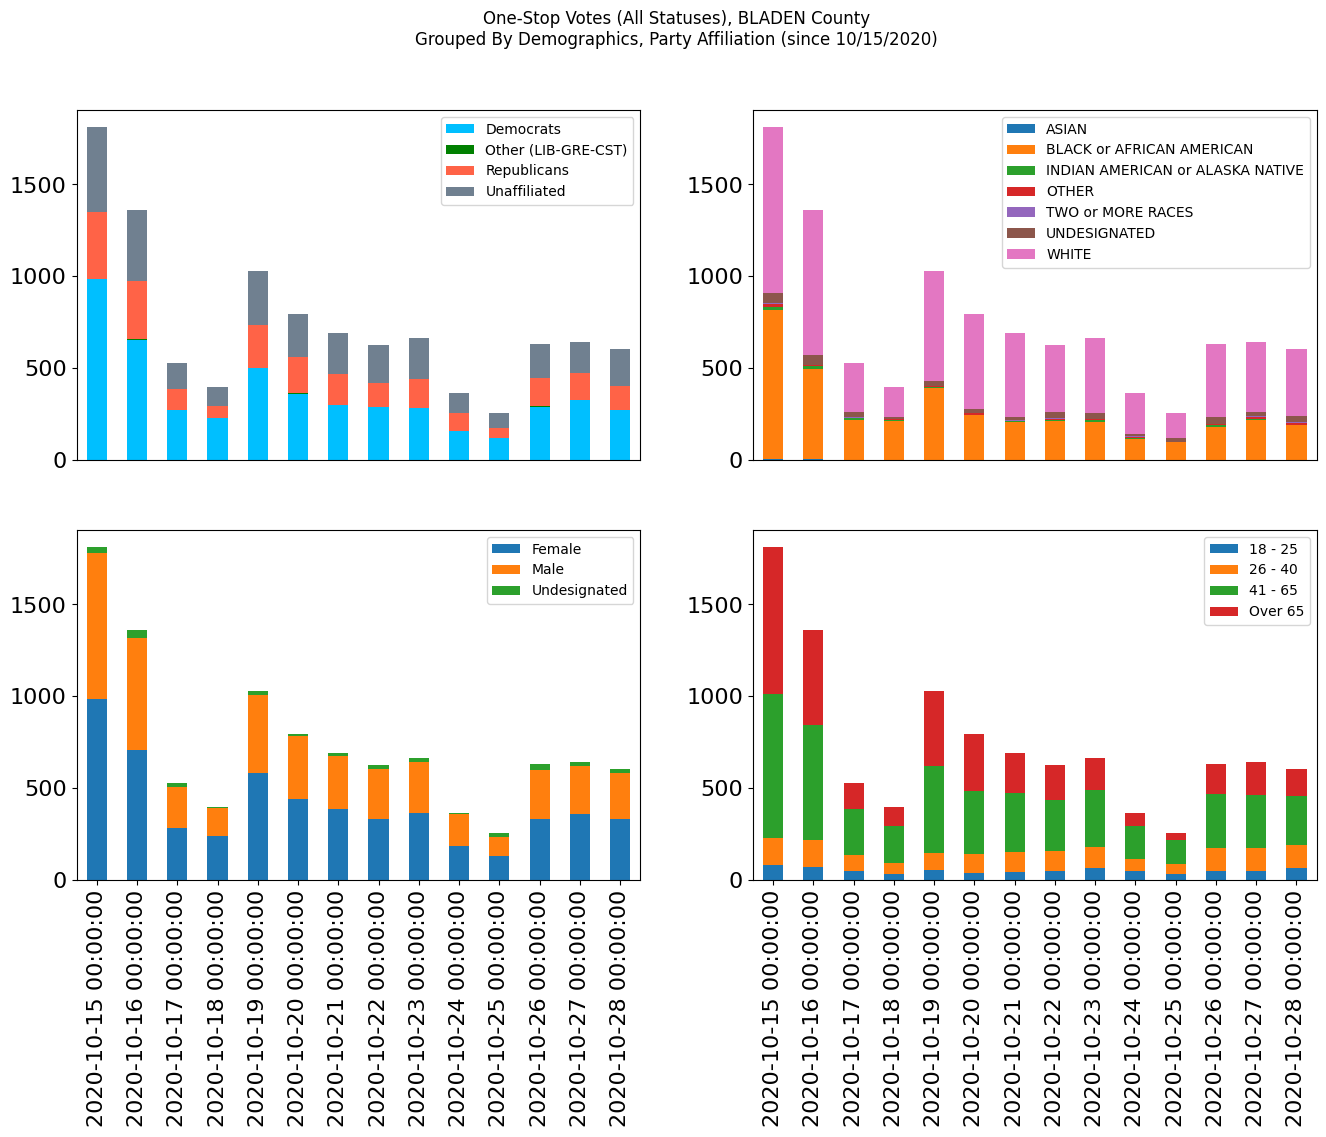 One-Stop Votes (All Statuses), BLADEN County
Grouped By Demographics, Party Affiliation (since 10/15/2020)
1500
1000
500
0
Democrats
Other (LIB-GRE-CST)
Republicans
Unaffiliated
1500
1000
500
0
ASIAN
BLACK or AFRICAN AMERICAN
INDIAN AMERICAN or ALASKA NATIVE
OTHER
TWO or MORE RACES
UNDESIGNATED
WHITE
1500
1000
500
0
Female
Male
Undesignated
2020-10-15 00:00:00
2020-10-16 00:00:00
2020-10-17 00:00:00
2020-10-18 00:00:00
2020-10-19 00:00:00
2020-10-20 00:00:00
2020-10-21 00:00:00
2020-10-22 00:00:00
2020-10-23 00:00:00
2020-10-24 00:00:00
2020-10-25 00:00:00
2020-10-26 00:00:00
2020-10-27 00:00:00
2020-10-28 00:00:00
1500
1000
500
0
18 - 25
26 - 40
41 - 65
Over 65
2020-10-15 00:00:00
2020-10-16 00:00:00
2020-10-17 00:00:00
2020-10-18 00:00:00
2020-10-19 00:00:00
2020-10-20 00:00:00
2020-10-21 00:00:00
2020-10-22 00:00:00
2020-10-23 00:00:00
2020-10-24 00:00:00
2020-10-25 00:00:00
2020-10-26 00:00:00
2020-10-27 00:00:00
2020-10-28 00:00:00